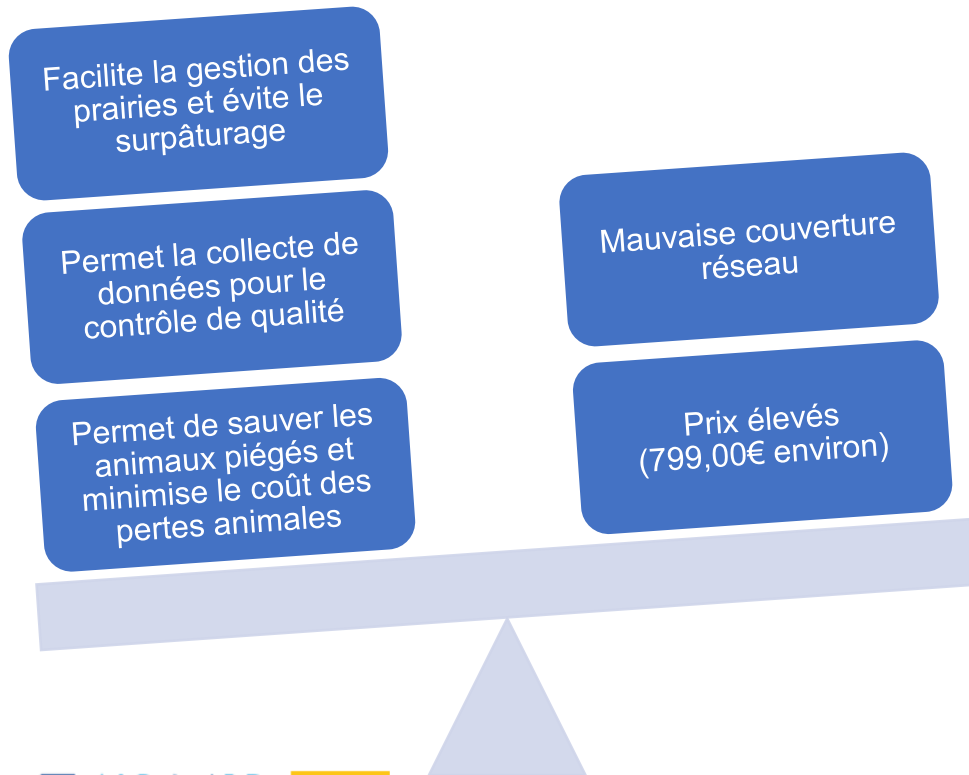 Facilite la gestion des
prairies et évite le
surpâturage
Permet la collecte de
données pour le
contrôle de qualité
Permet de sauver les
animaux piégés et
minimise le coût des
pertes animales
Mauvaise couverture
réseau
Prix élevés
(799,00€ environ)